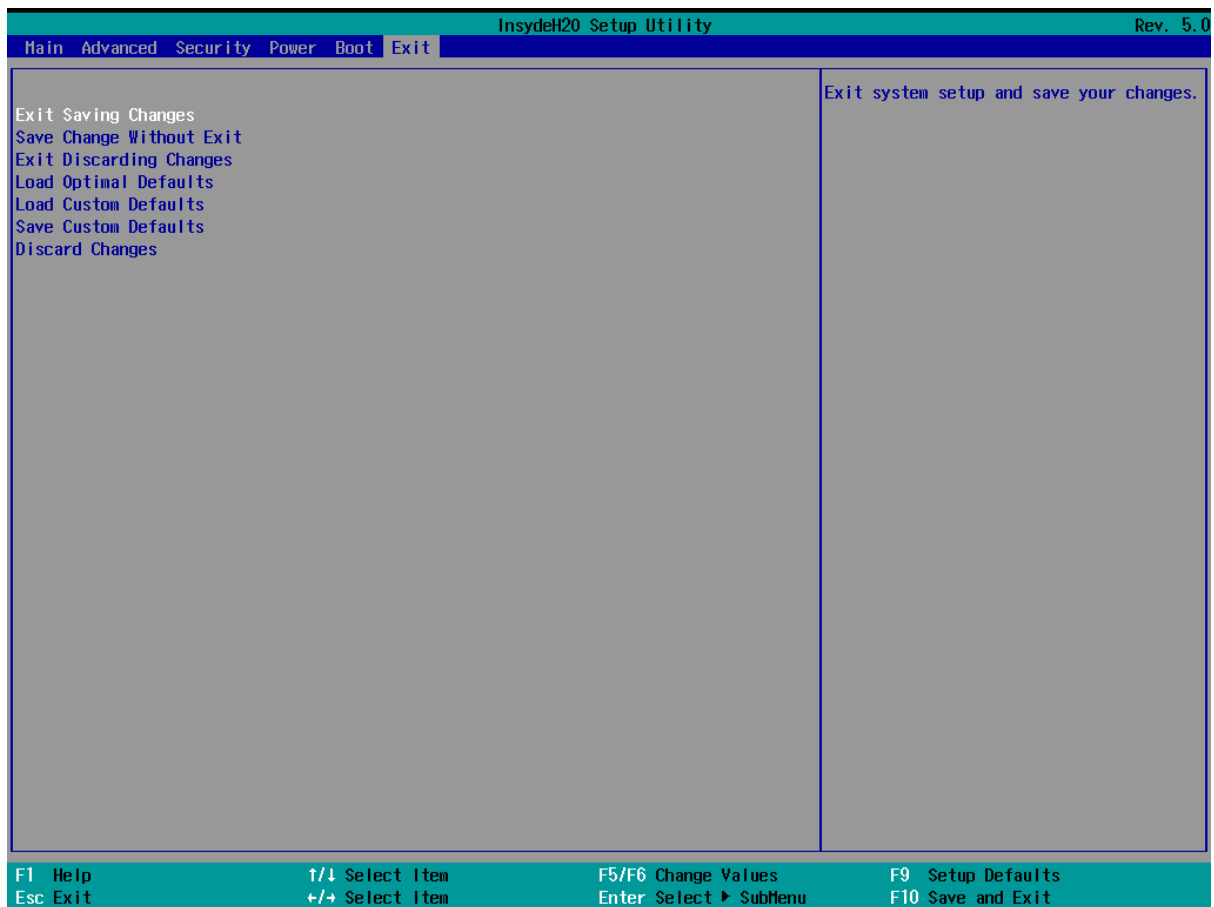 InsydeH20 Setup Utility Rev. 5.0
Main Advanced Security Power Boot Exit
Exit Saving Changes
Save Change Without Exit
Exit Discarding Changes
Load Optimal Defaults
Load Custom Defaults
Save Custom Defaults
Discard Changes
Exit system setup and save your changes.
F1 Help ↑/↓ Select Item F5/F6 Change Values F9 Setup Defaults
Esc Exit ←/→ Select Item Enter Select ▶ SubMenu F10 Save and Exit